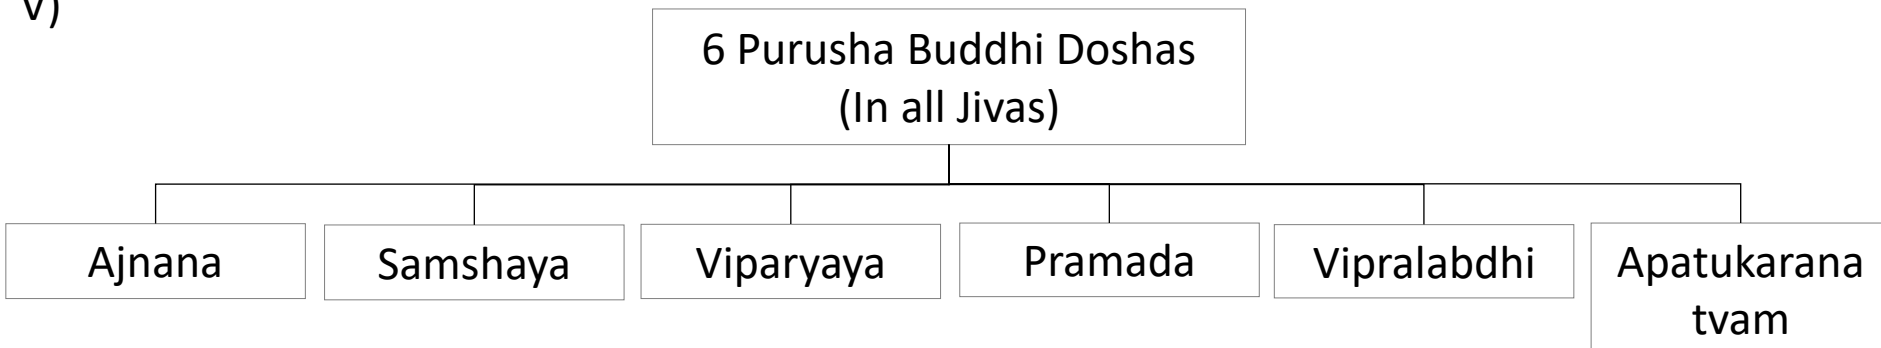 V)
6 Purusha Buddhi Doshas
(In all Jivas)
Ajnana
Samshaya
Viparyaya
Pramada
Vipralabdhi
Apatukarana
tvam